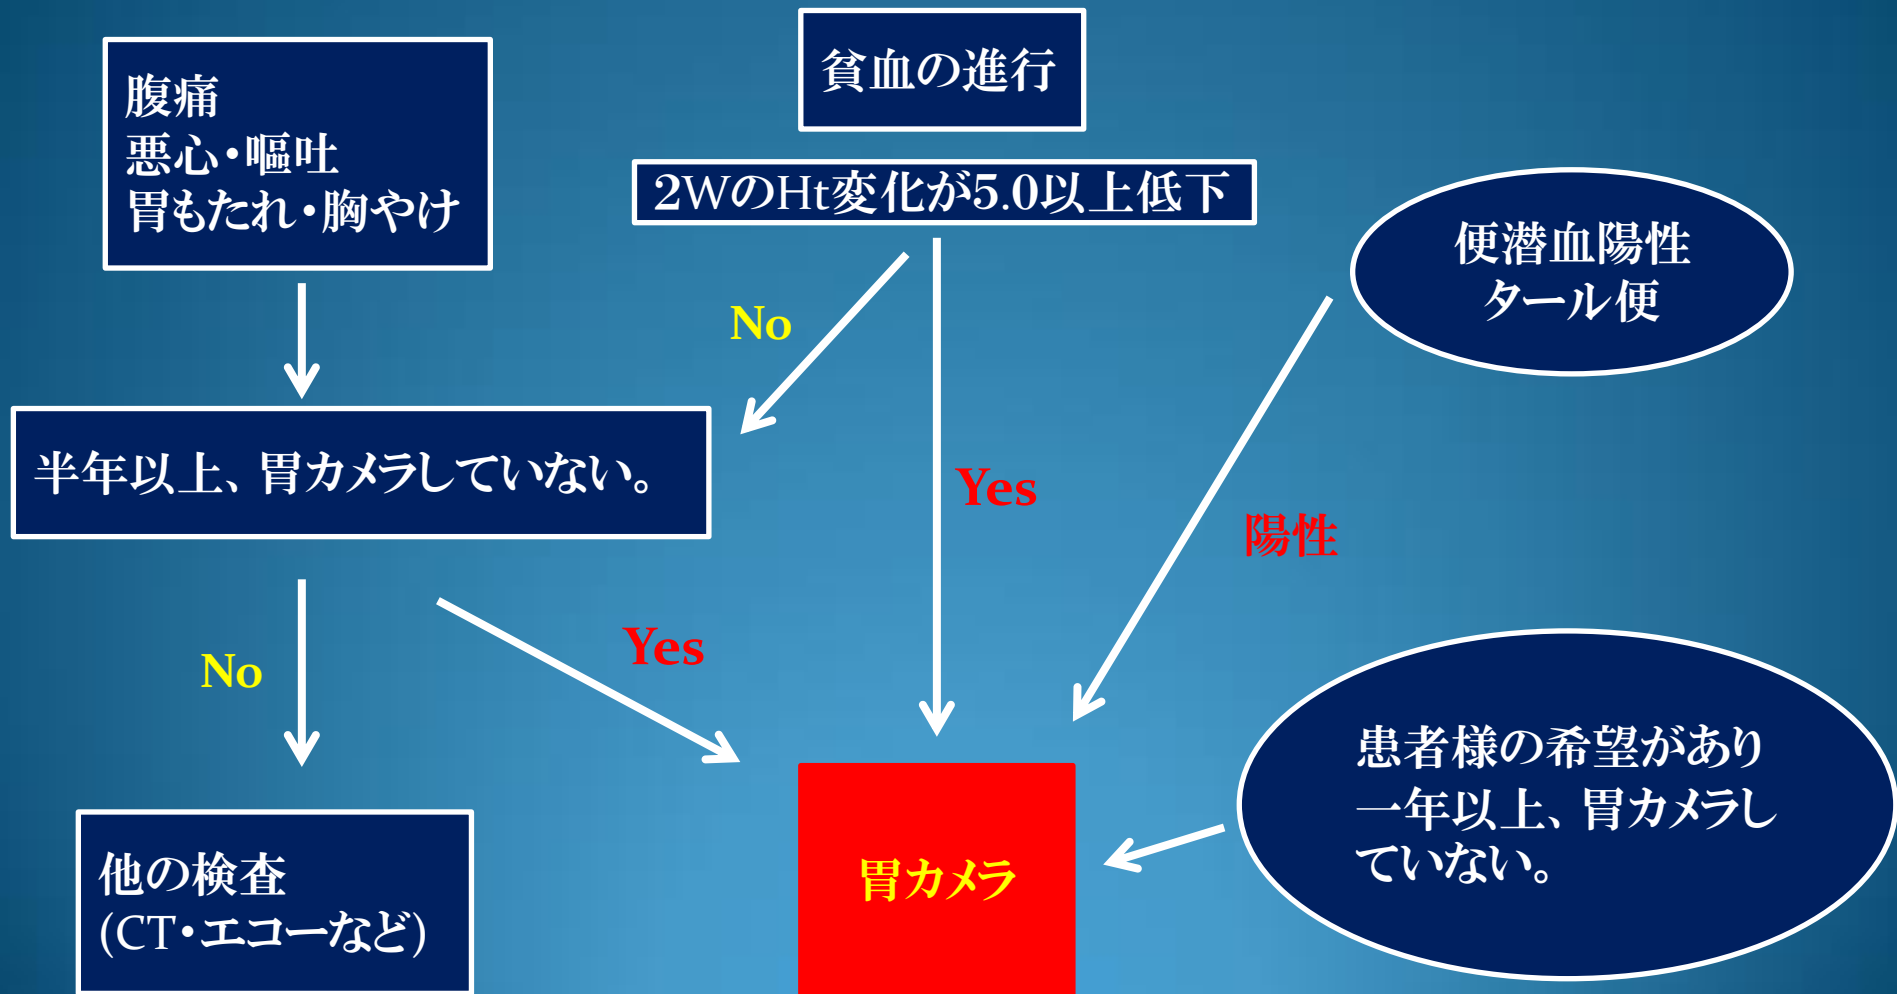 腹痛
悪心・嘔吐
胃もたれ・胸やけ
貧血の進行
2WのHt変化が5.0以上低下
便潜血陽性
タール便
No
半年以上、胃カメラしていない。
Yes
陽性
No
Yes
他の検査
(CT・エコーなど)
胃カメラ
患者様の希望があり
一年以上、胃カメラし
ていない。